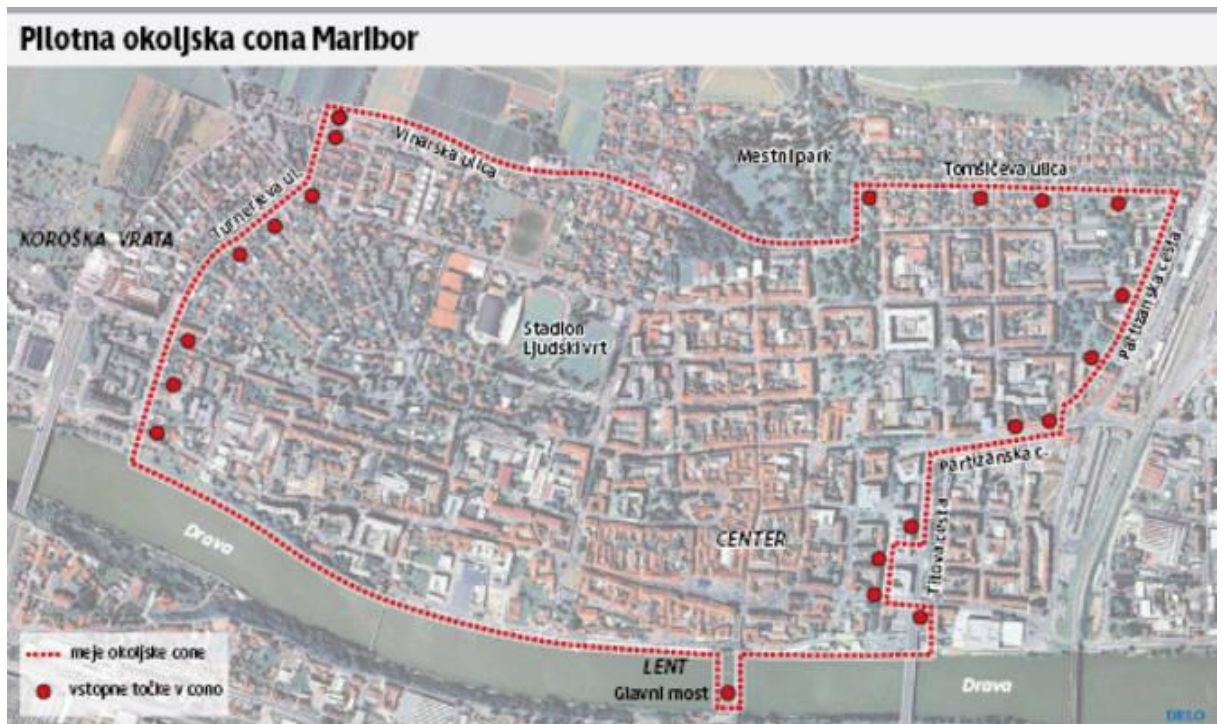 Pilotna okoljska cona Maribor
Vinarska ulica
Mestni park
Tomšičeva ulica
Turnerjeva ul.
KOROŠKA VRATA
Partizanska cesta
Stadion
Ljudski vrt
Partizanska c.
Drava
CENTER
Titova cesta
meje okoljske cone
LENT
vstopne točke v cono
Glavni most
Drava
DELO